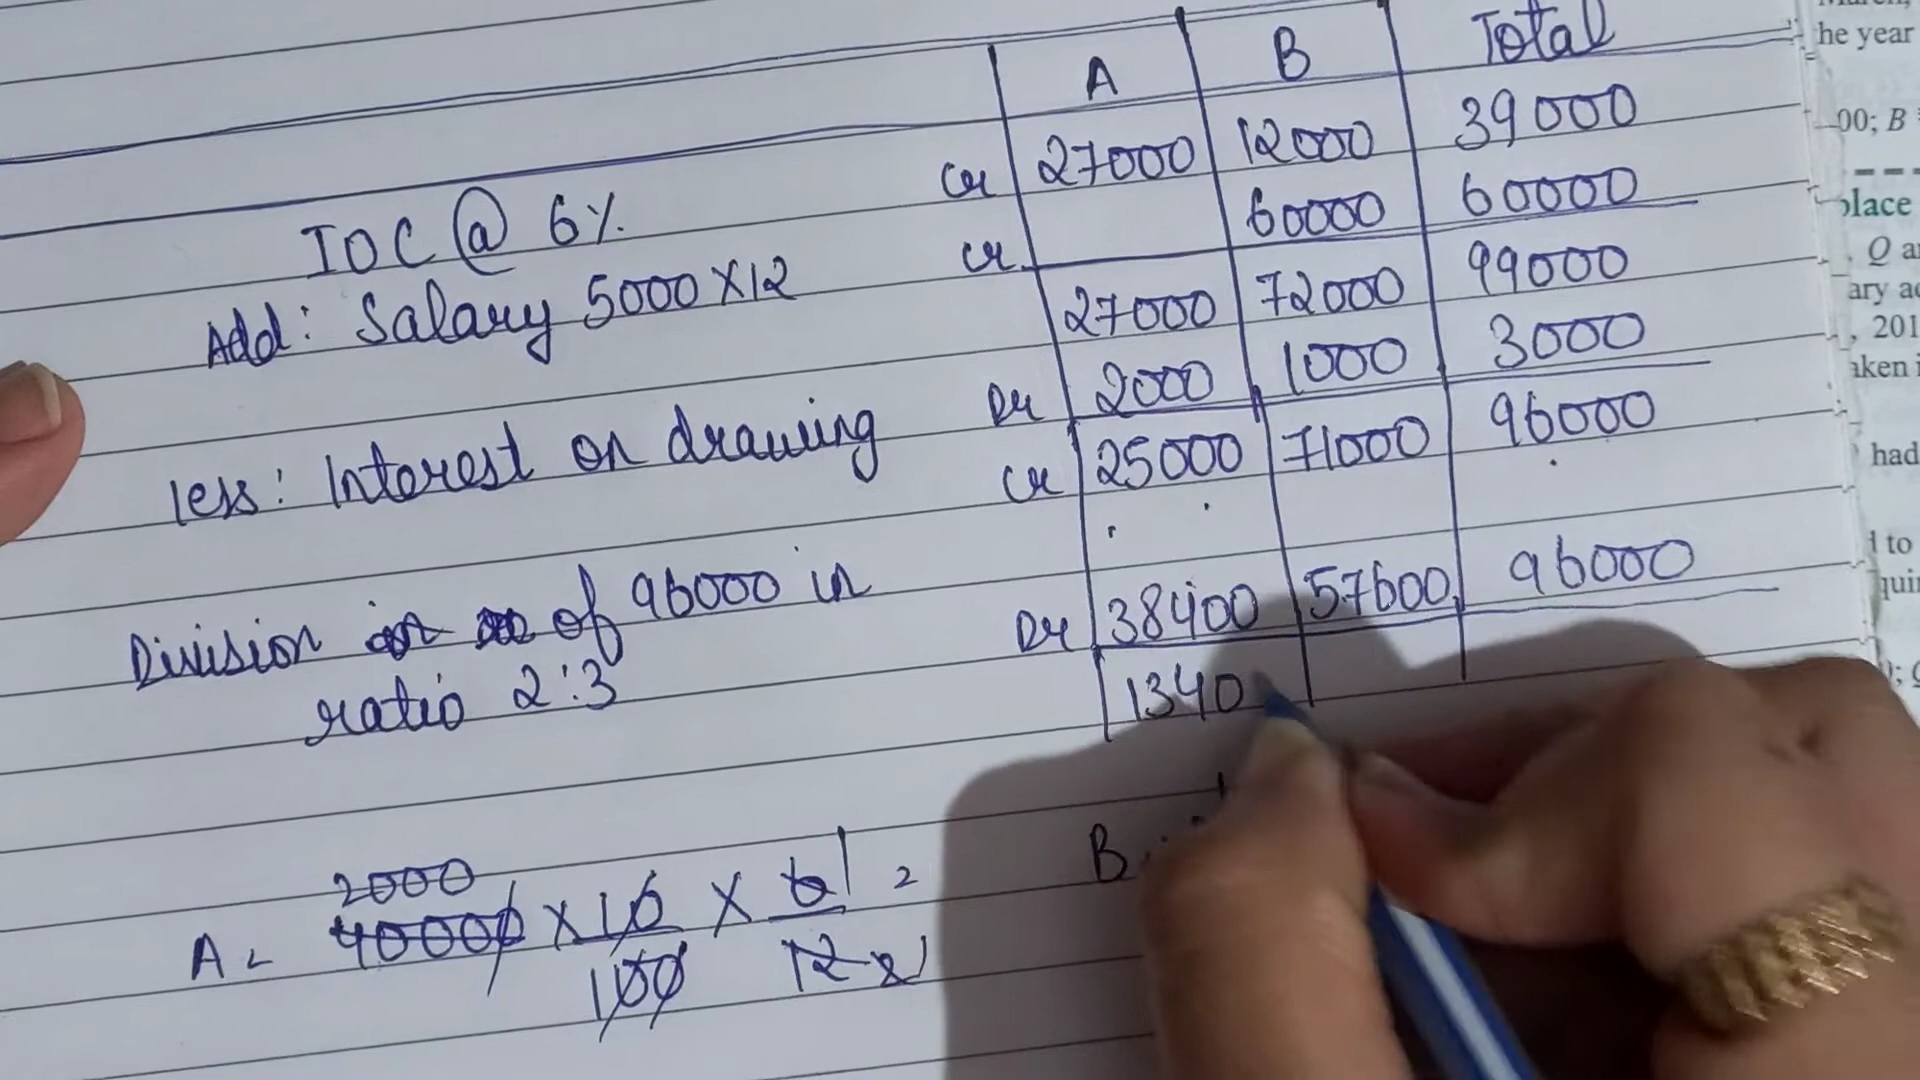 A B Total
IOC @ 6% Cr 27000 12000 39000
Add: Salary 5000 X 12 Cr 60000 60000
27000 72000 99000
less: Interest on drawing Dr 2000 1000 3000
Cr 25000 71000 96000
Division of 96000 in Dr 38400 57600 96000
ratio 2:3 1340
2000
A = 40000 X 10 X 6 1 =
100 12 2
B
he year
00; B
place
Q
ary
, 201
aken
had
to